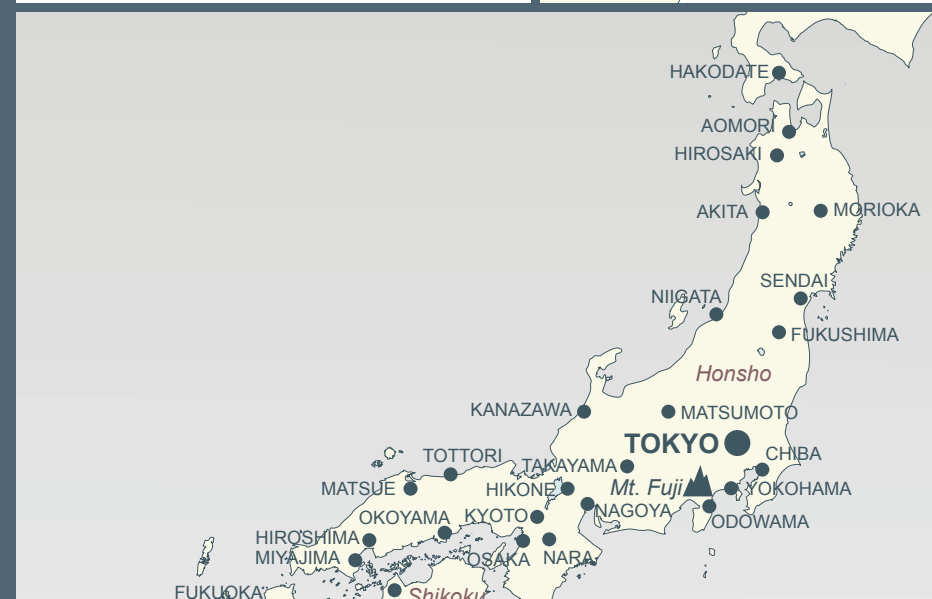 HAKODATE
AOMORI
HIROSAKI
AKITA
MORIOKA
SENDAI
NIIGATA
FUKUSHIMA
Honsho
KANAZAWA
MATSUMOTO
TOKYO
TOTTORI
TAKAYAMA
CHIBA
MATSUE
HIKONE
Mt. Fuji
YOKOHAMA
OKOYAMA
KYOTO
NAGOYA
ODOWAMA
HIROSHIMA
MIYAJIMA
OSAKA
NARA
FUKUOKA
Shikoku